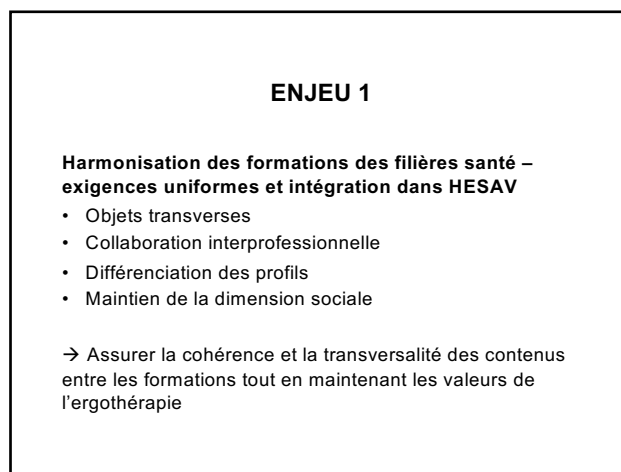 ENJEU 1
Harmonisation des formations des filières santé –
exigences uniformes et intégration dans HESAV
• Objets transverses
• Collaboration interprofessionnelle
• Différenciation des profils
• Maintien de la dimension sociale
→ Assurer la cohérence et la transversalité des contenus
entre les formations tout en maintenant les valeurs de
l’ergothérapie